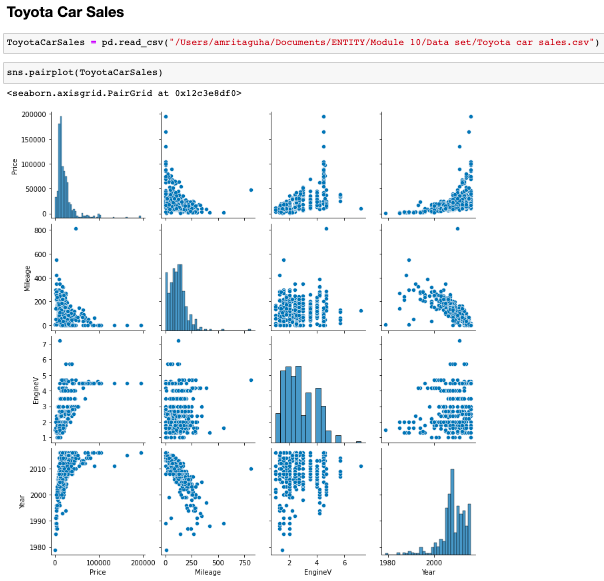 Toyota Car Sales
ToyotaCarSales = pd.read_csv("/Users/amritaguha/Documents/ENTITY/Module 10/Data set/Toyota car sales.csv")
sns.pairplot(ToyotaCarSales)
<seaborn.axisgrid.PairGrid at 0x12c3e8df0>
200000
150000
100000
50000
0
Price
800
600
400
200
0
Mileage
7
6
5
4
3
2
1
EngineV
2010
2000
1990
1980
Year
0 100000 200000
Price
0 250 500 750
Mileage
2 4 6
EngineV
1980 2000
Year